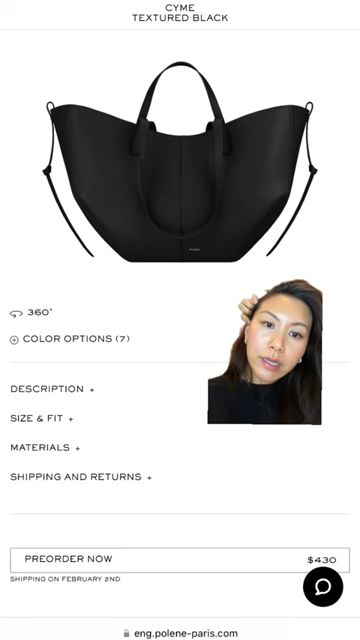 CYME
TEXTURED BLACK
360°
COLOR OPTIONS (7)
DESCRIPTION +
SIZE & FIT +
MATERIALS +
SHIPPING AND RETURNS +
PREORDER NOW $430
SHIPPING ON FEBRUARY 2ND
eng.polene-paris.com